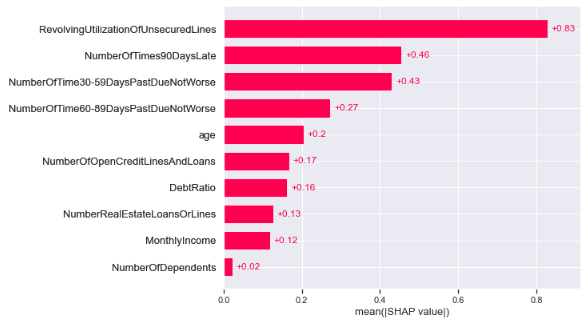 RevolvingUtilizationOfUnsecuredLines +0.83
NumberOfTimes90DaysLate +0.46
NumberOfTime30-59DaysPastDueNotWorse +0.43
NumberOfTime60-89DaysPastDueNotWorse +0.27
age +0.2
NumberOfOpenCreditLinesAndLoans +0.17
DebtRatio +0.16
NumberRealEstateLoansOrLines +0.13
MonthlyIncome +0.12
NumberOfDependents +0.02
0.0 0.2 0.4 0.6 0.8
mean(|SHAP value|)